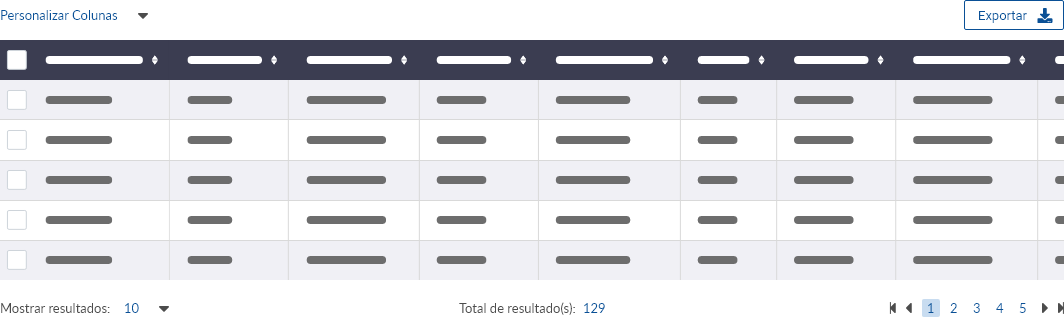 Personalizar Colunas Exportar
Mostrar resultados: 10 Total de resultado(s): 129 1 2 3 4 5